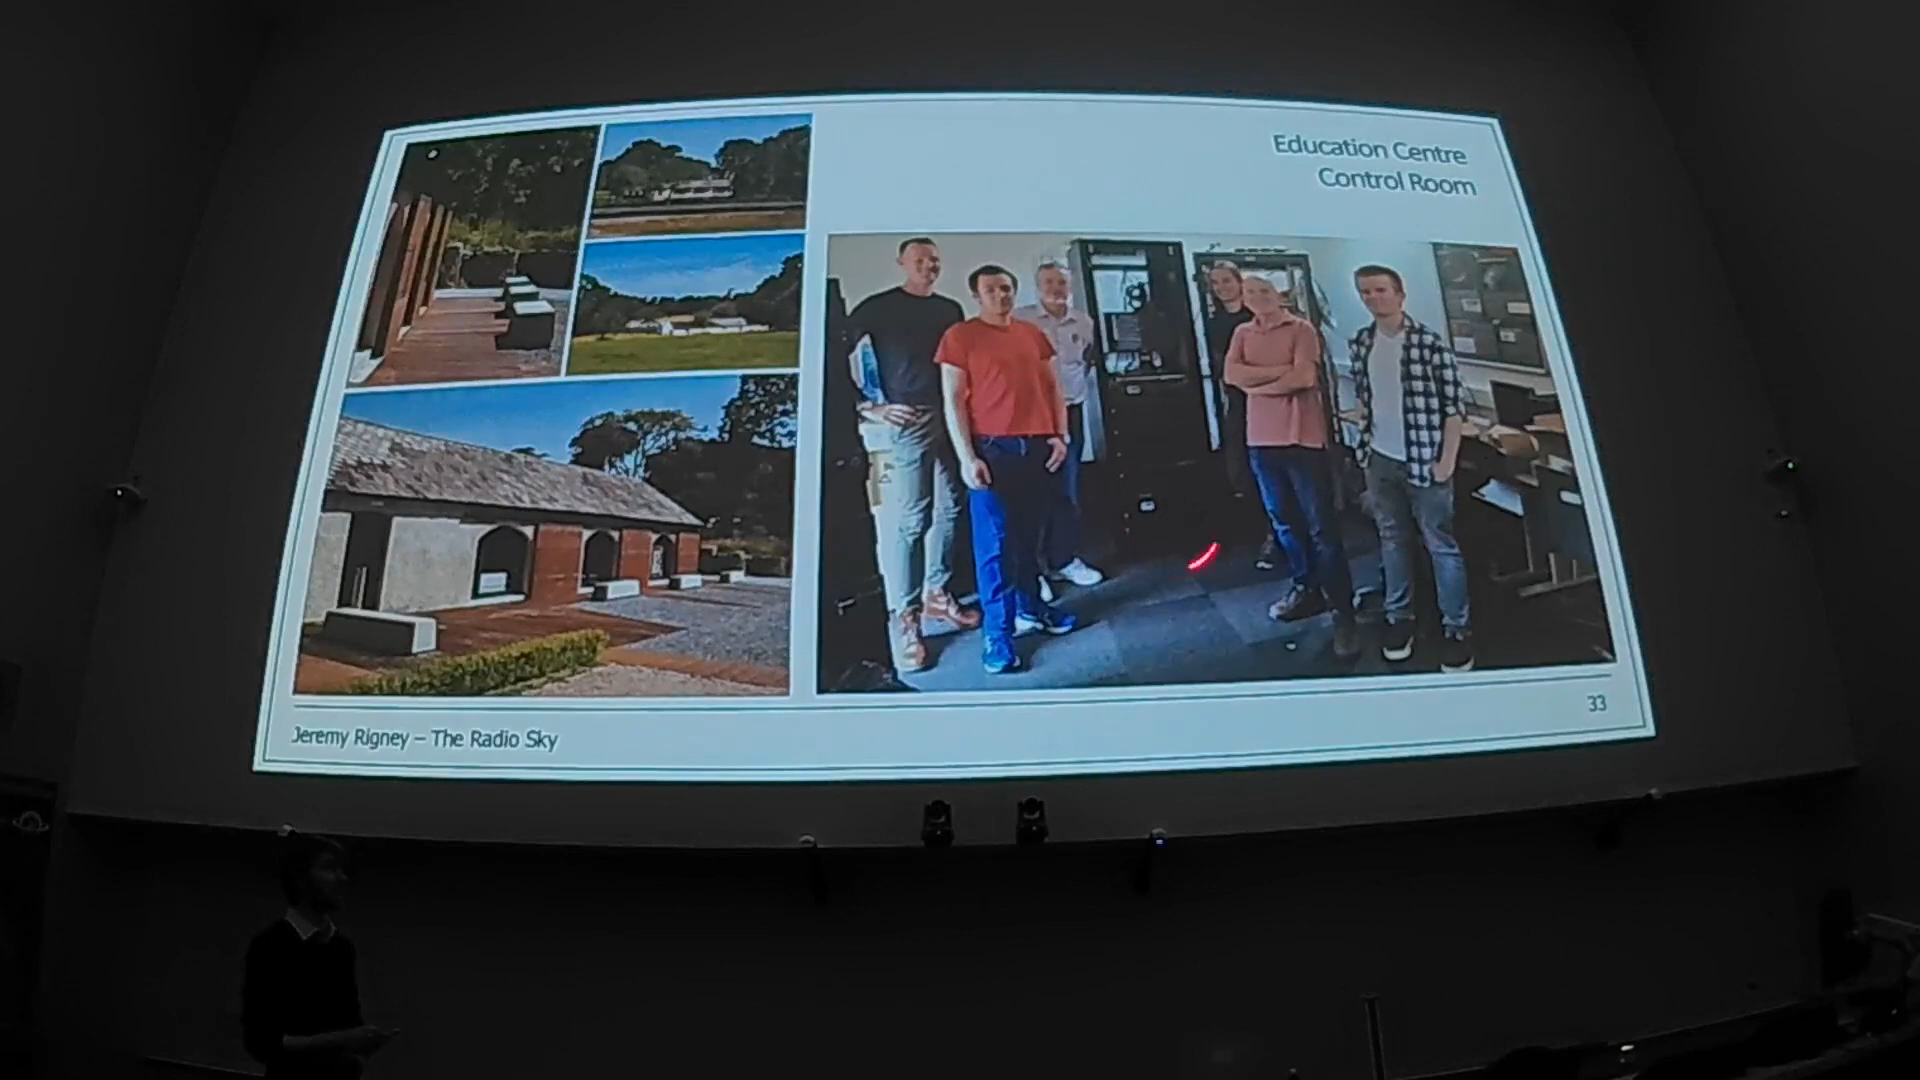 Education Centre
Control Room
Jeremy Rigney – The Radio Sky
33